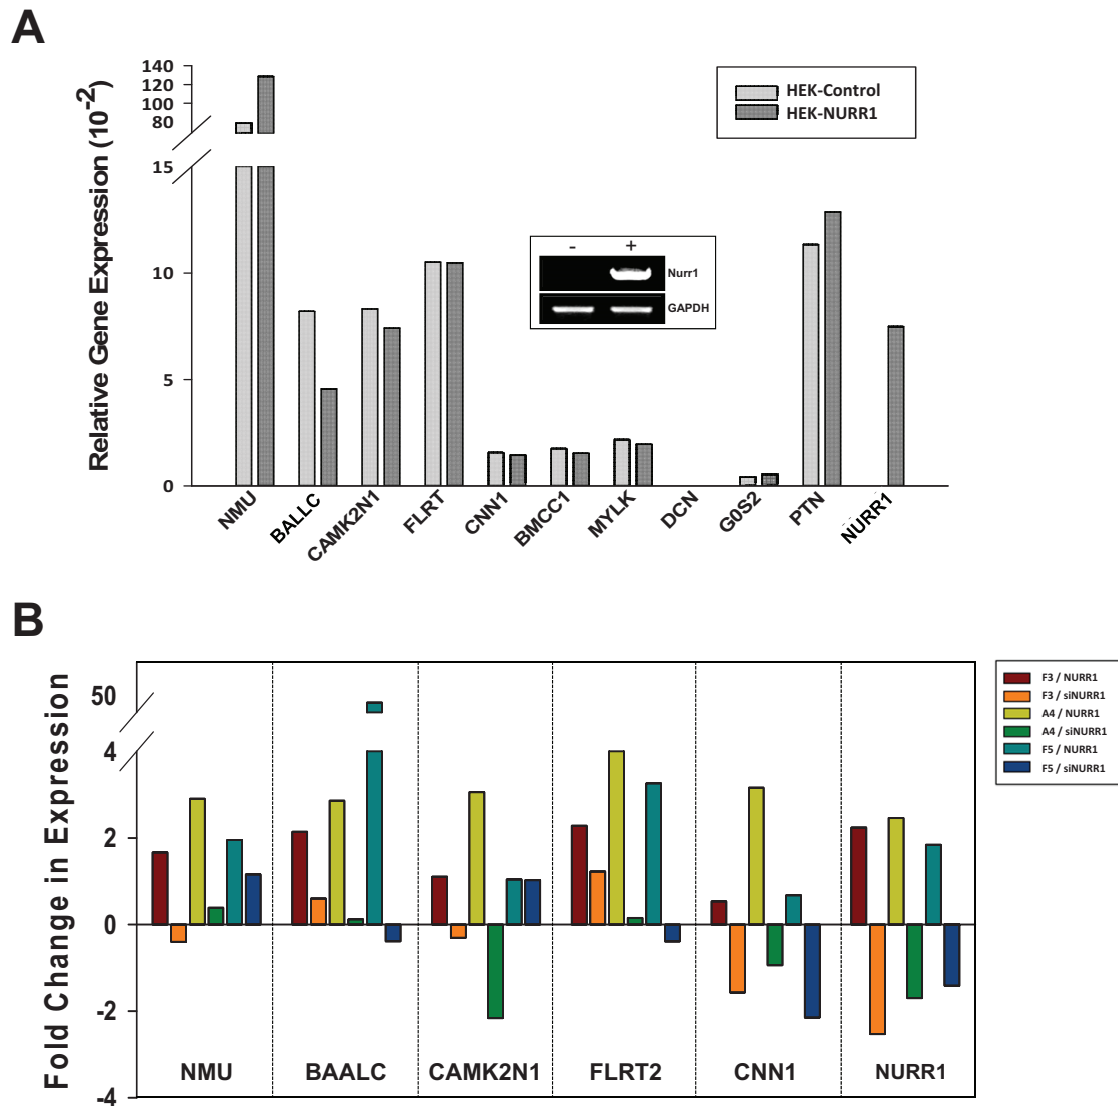 A
Relative Gene Expression (10-2)
140
120
100
80
15
10
5
0
HEK-Control
HEK-NURR1
- +
Nurr1
GAPDH
NMU BALLC CAMK2N1 FLRT CNN1 BMCC1 MYLK DCN G0S2 PTN NURR1
B
Fold Change in Expression
50
4
2
0
-2
-4
F3 / NURR1
F3 / siNURR1
A4 / NURR1
A4 / siNURR1
F5 / NURR1
F5 / siNURR1
NMU BAALC CAMK2N1 FLRT2 CNN1 NURR1